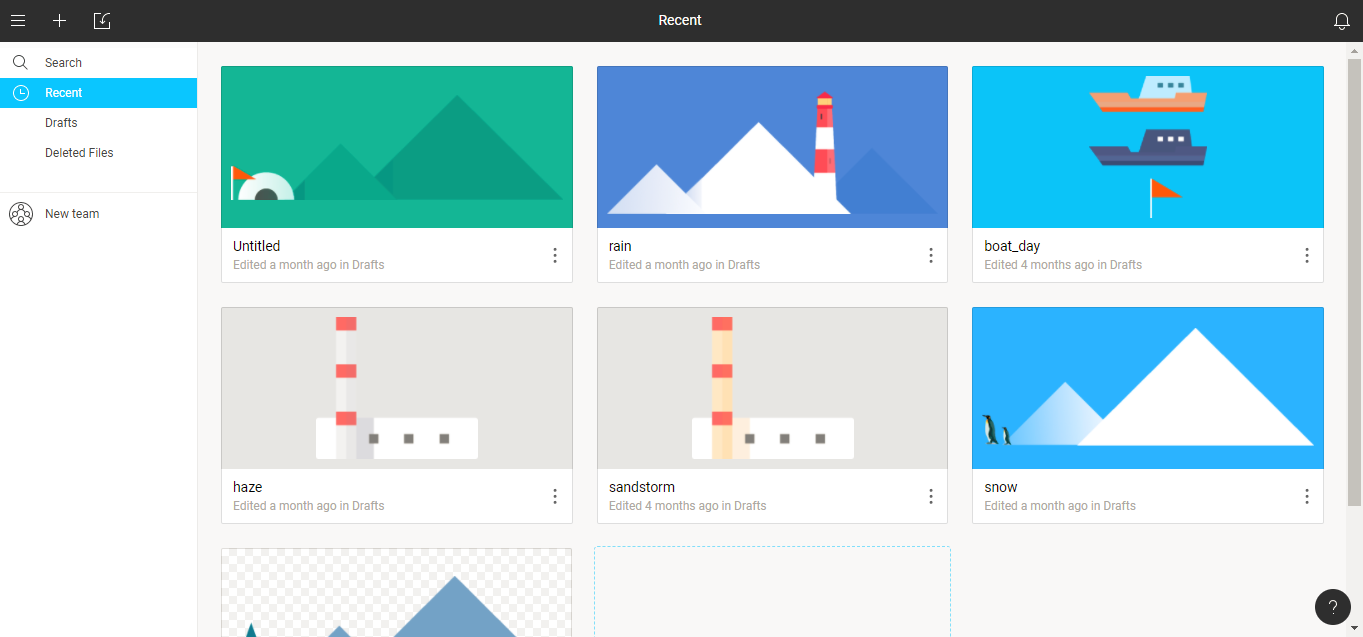 Recent
Search
Recent
Drafts
Deleted Files
New team
Untitled
Edited a month ago in Drafts
rain
Edited a month ago in Drafts
boat_day
Edited 4 months ago in Drafts
haze
Edited a month ago in Drafts
sandstorm
Edited 4 months ago in Drafts
snow
Edited a month ago in Drafts
?